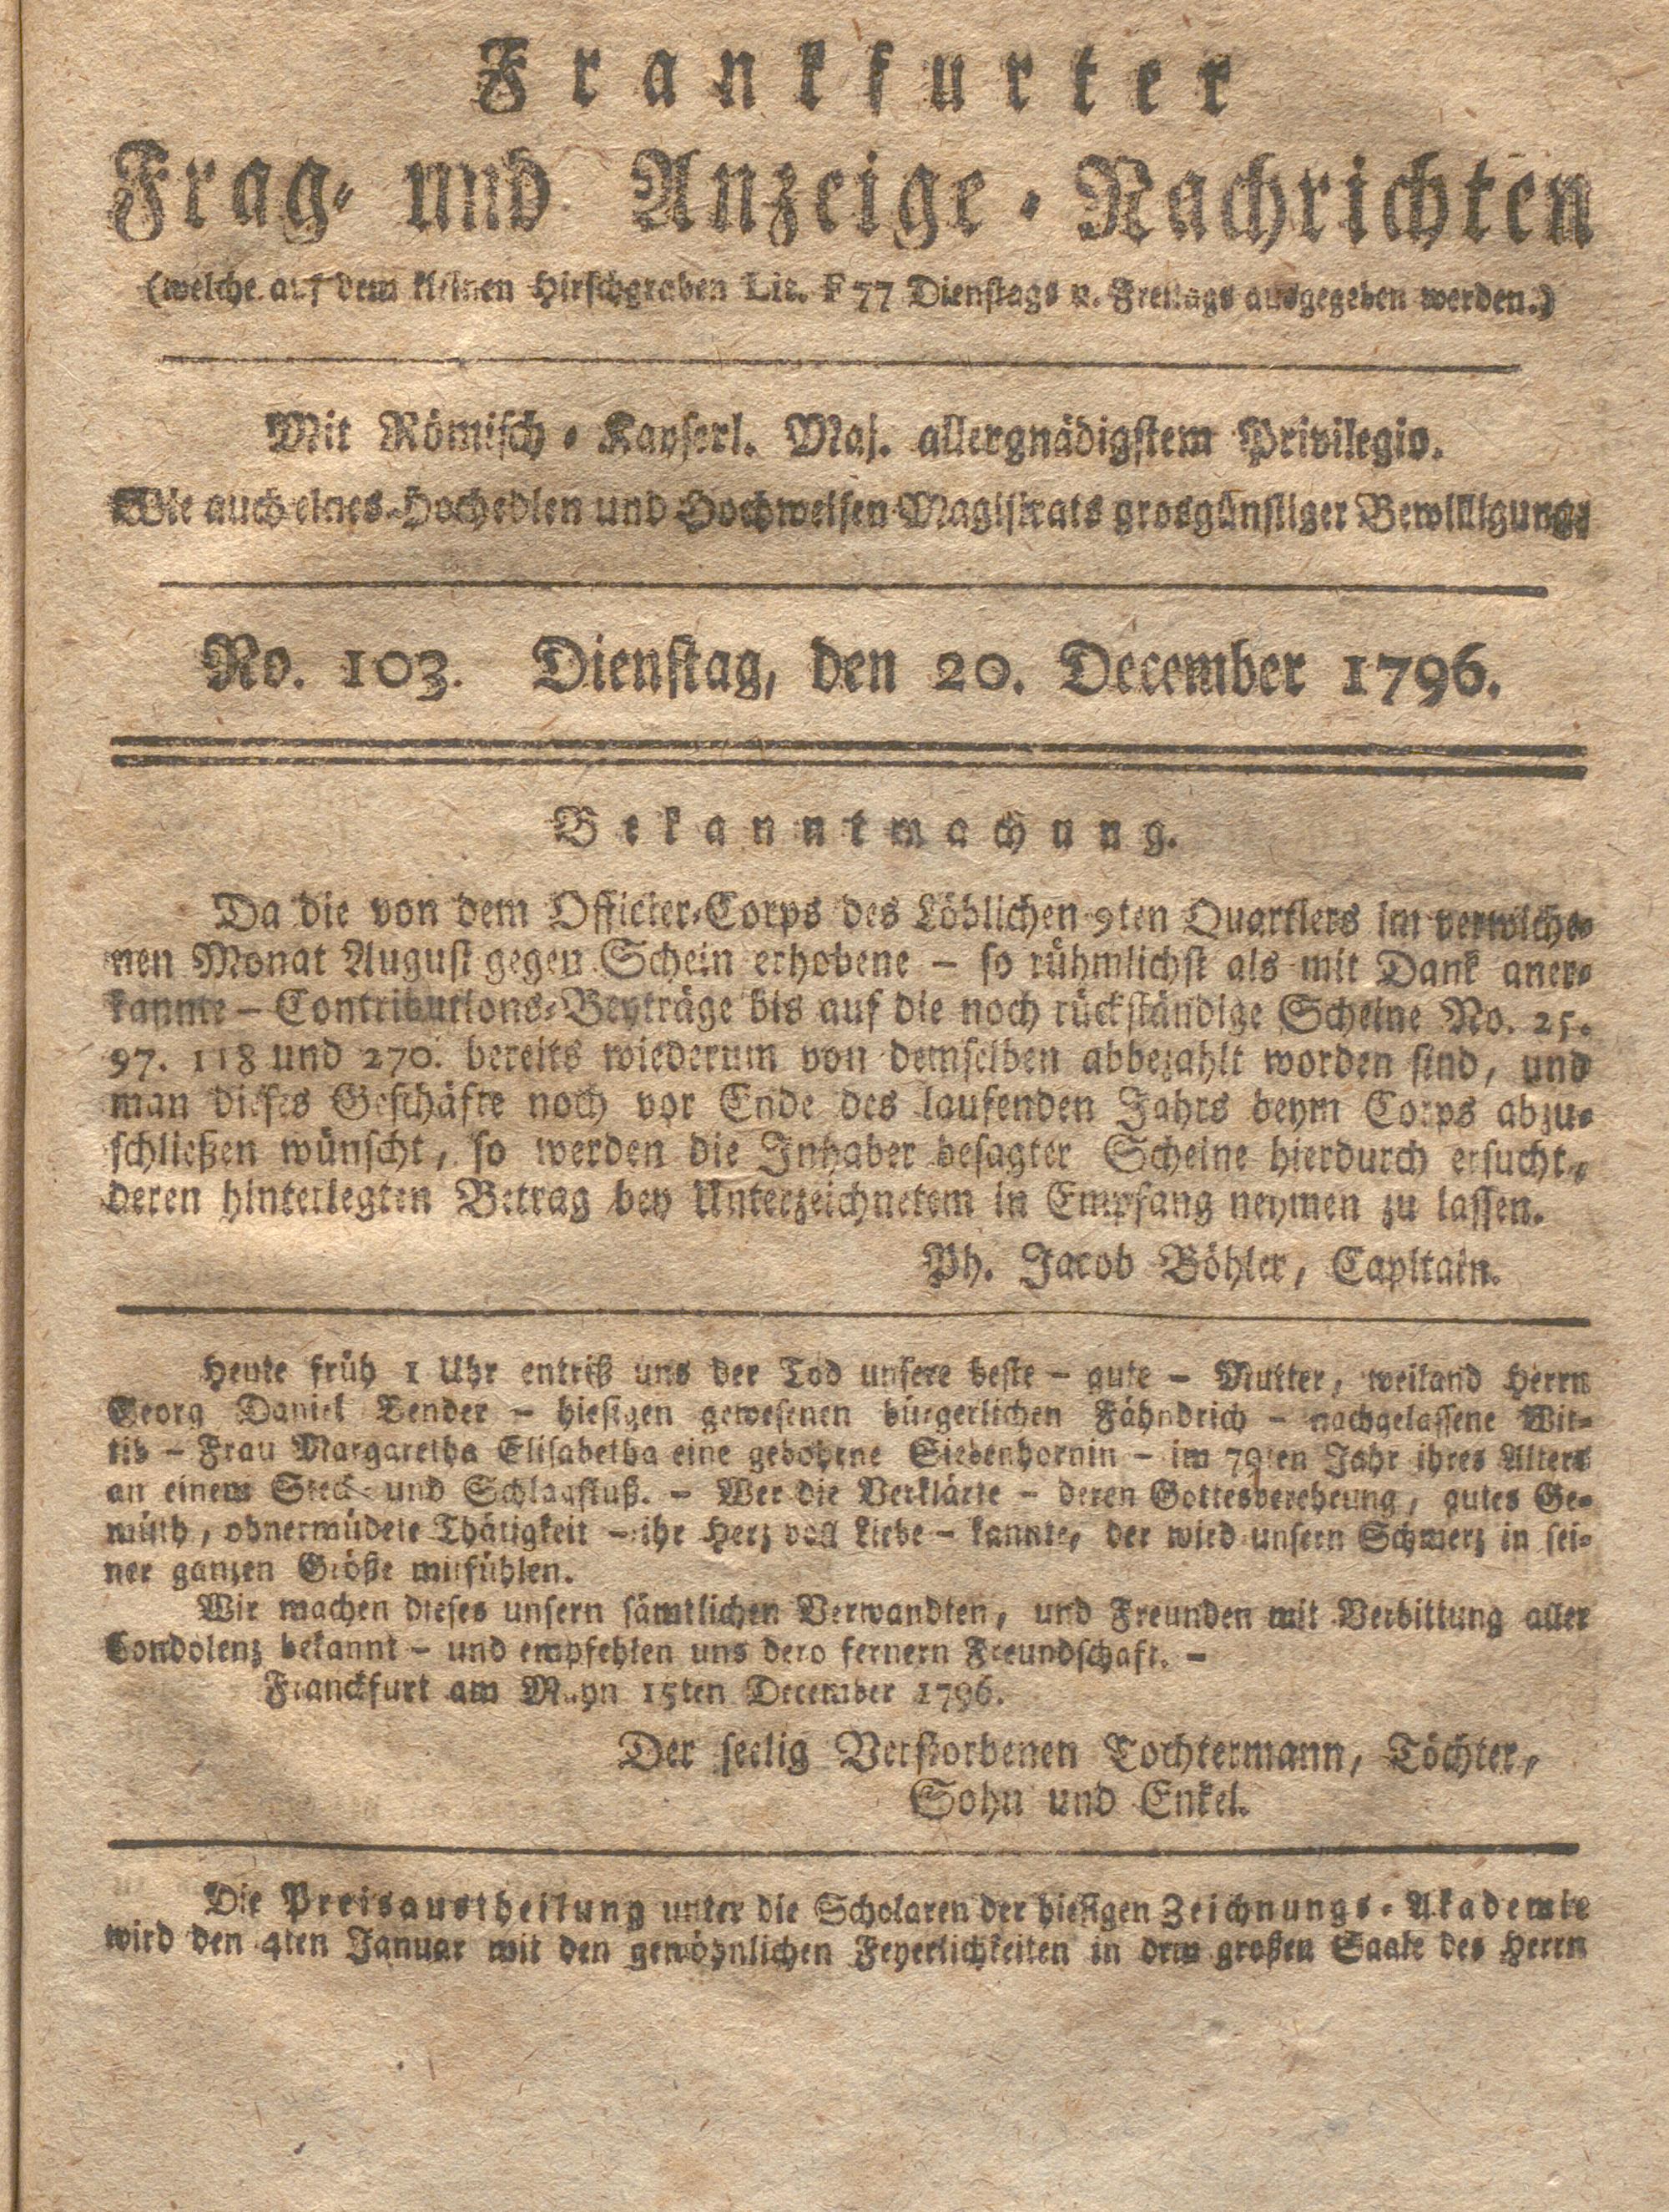 Frankfurter
Frag- und Anzeige-Nachrichten
(welche auf dem kleinen Hirschgraben Lit. F 77 Dienstags u. Freitags ausgegeben werden.)
Mit Römisch-Kayserl. Maj. allergnädigstem Privilegio.
Wie auch eines Hochedlen und Hochweisen Magistrats grosgünstiger Bewilligung:
No. 103. Dienstag, den 20. December 1796.
Bekanntmachung.
Da die von dem Officier-Corps des Löblichen 9ten Quartiers im verwiche-
nen Monat August gegen Schein erhobene – so rühmlichst als mit Dank aner-
kannte – Contributions-Beyträge bis auf die noch rückständige Scheine No. 25.
97. 118 und 270. bereits wiederum von demselben abbezahlt worden sind, und
man dieses Geschäfte noch vor Ende des laufenden Jahrs beym Corps abzu-
schließen wünscht, so werden die Inhaber besagter Scheine hierdurch ersucht,
deren hinterlegten Betrag bey Unterzeichnetem in Empfang neymen zu lassen.
Ph. Jacob Böhler, Capitain.
Heute früh 1 Uhr entriß uns der Tod unsere beste – gute – Mutter, weiland Herrn
Georg Daniel Bender – hiesigen gewesenen bürgerlichen Fähndrich – nachgelassene Wit-
tib – Frau Margaretha Elisabetha eine gebohrne Siebenhornin – im 79ten Jahr ihres Alters
an einem Steck- und Schlagfluß. – Wer die Verklärte – deren Gottesverehrung, gutes Ge-
müth, ohnermüdete Thätigkeit – ihr Herz voll Liebe – kannte, der wird unsern Schmerz in sei-
ner ganzen Größe mitfühlen.
Wir machen dieses unsern sämtlichen Verwandten, und Freunden mit Verbittung aller
Condolenz bekannt – und empfehlen uns dero fernern Freundschaft. –
Franckfurt am Mayn 15ten December 1796.
Der seelig Verstorbenen Tochtermann, Töchter,
Sohn und Enkel.
Die Preisaustheilung unter die Scholaren der hiesigen Zeichnungs-Akademie
wird den 4ten Januar mit den gewöhnlichen Feyerlichkeiten in dem großen Saale des Herrn